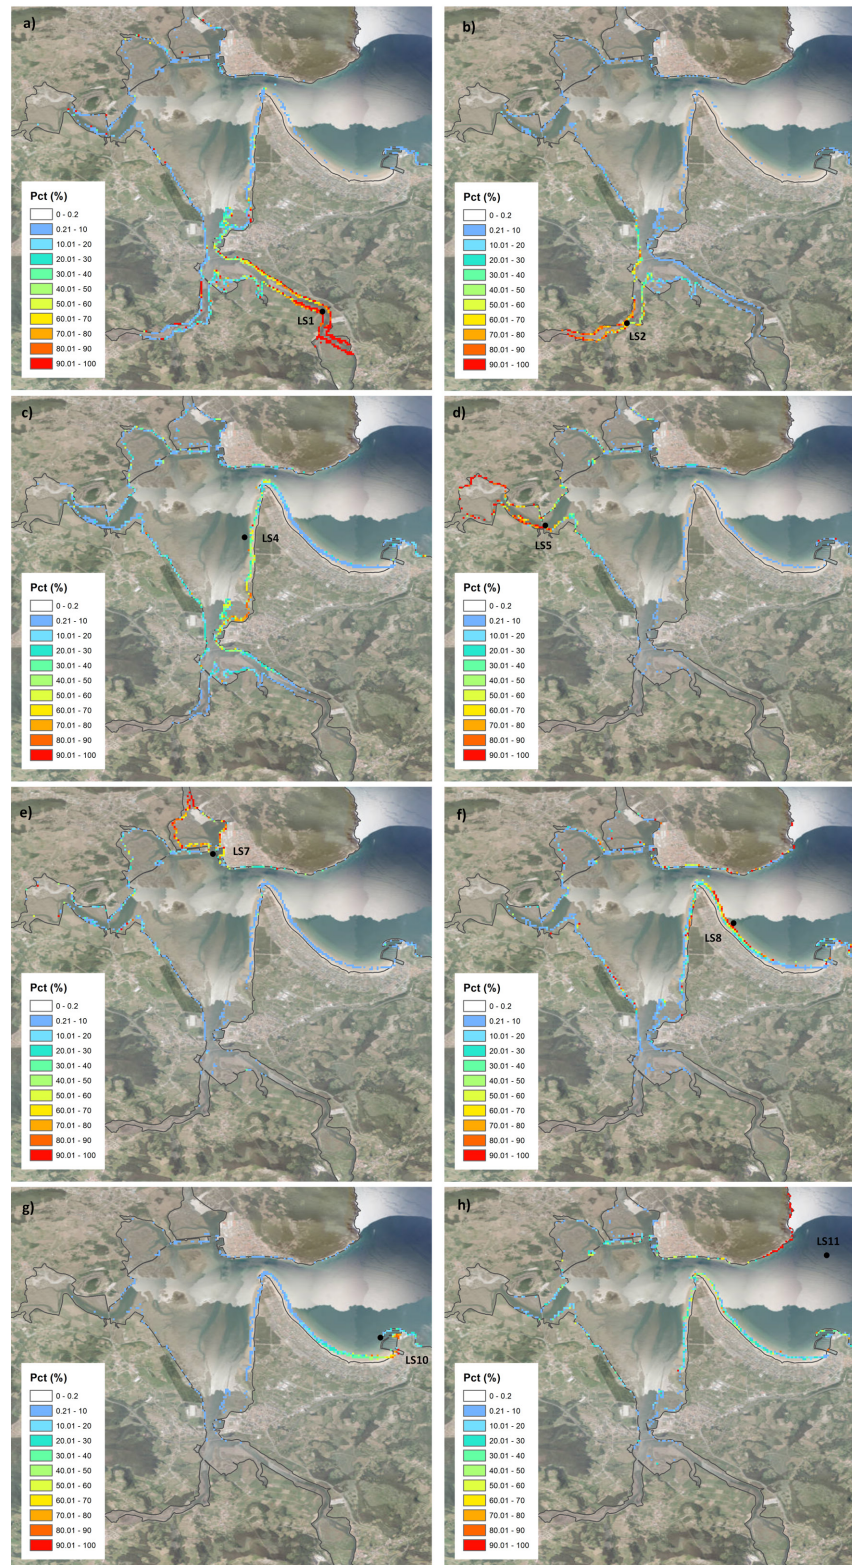 a)
Pct (%)
0 - 0.2
0.21 - 10
10.01 - 20
20.01 - 30
30.01 - 40
40.01 - 50
50.01 - 60
60.01 - 70
70.01 - 80
80.01 - 90
90.01 - 100
LS1
b)
Pct (%)
0 - 0.2
0.21 - 10
10.01 - 20
20.01 - 30
30.01 - 40
40.01 - 50
50.01 - 60
60.01 - 70
70.01 - 80
80.01 - 90
90.01 - 100
LS2
c)
LS4
Pct (%)
0 - 0.2
0.21 - 10
10.01 - 20
20.01 - 30
30.01 - 40
40.01 - 50
50.01 - 60
60.01 - 70
70.01 - 80
80.01 - 90
90.01 - 100
d)
LS5
Pct (%)
0 - 0.2
0.21 - 10
10.01 - 20
20.01 - 30
30.01 - 40
40.01 - 50
50.01 - 60
60.01 - 70
70.01 - 80
80.01 - 90
90.01 - 100
e)
LS7
Pct (%)
0 - 0.2
0.21 - 10
10.01 - 20
20.01 - 30
30.01 - 40
40.01 - 50
50.01 - 60
60.01 - 70
70.01 - 80
80.01 - 90
90.01 - 100
f)
LS8
Pct (%)
0 - 0.2
0.21 - 10
10.01 - 20
20.01 - 30
30.01 - 40
40.01 - 50
50.01 - 60
60.01 - 70
70.01 - 80
80.01 - 90
90.01 - 100
g)
LS10
Pct (%)
0 - 0.2
0.21 - 10
10.01 - 20
20.01 - 30
30.01 - 40
40.01 - 50
50.01 - 60
60.01 - 70
70.01 - 80
80.01 - 90
90.01 - 100
h)
LS11
Pct (%)
0 - 0.2
0.21 - 10
10.01 - 20
20.01 - 30
30.01 - 40
40.01 - 50
50.01 - 60
60.01 - 70
70.01 - 80
80.01 - 90
90.01 - 100